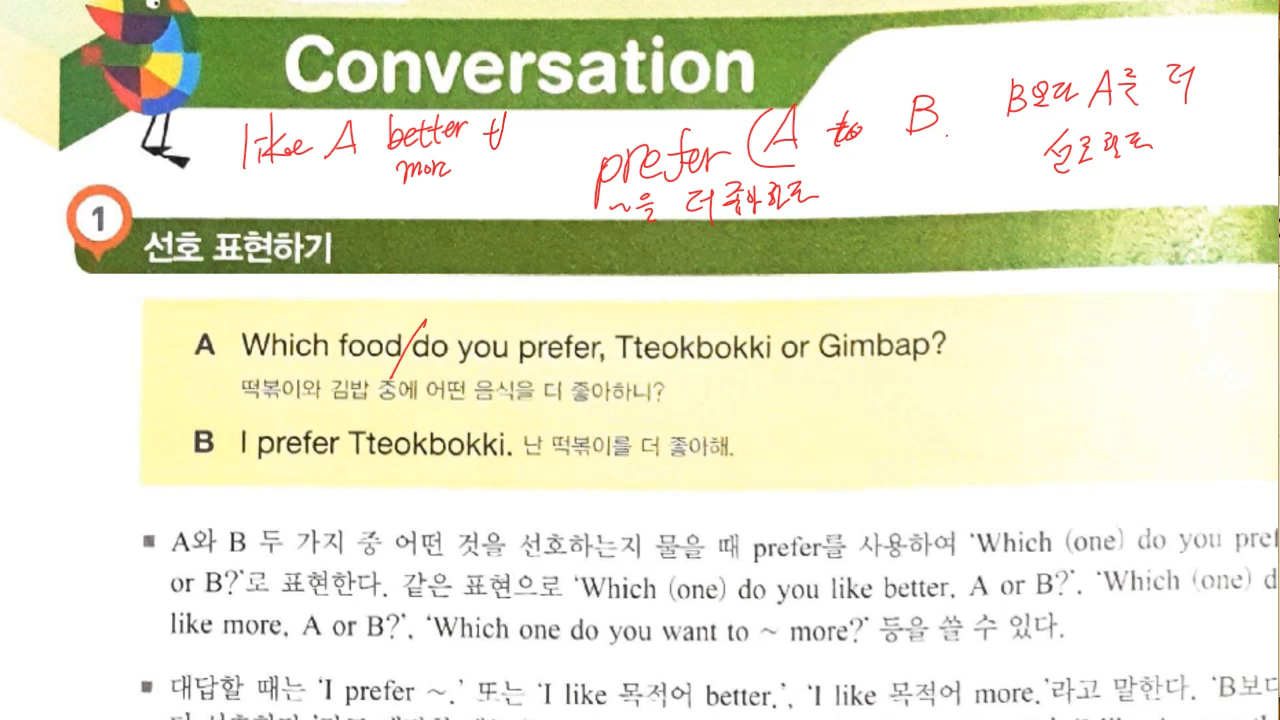 Conversation
like A better
more
prefer A to B.
~을 더 좋아한다
B보다 A를 더
선호한다
1
선호 표현하기
A Which food/do you prefer, Tteokbokki or Gimbap?
떡볶이와 김밥 중에 어떤 음식을 더 좋아하니?
B I prefer Tteokbokki. 난 떡볶이를 더 좋아해.
■ A와 B 두 가지 중 어떤 것을 선호하는지 물을 때 prefer를 사용하여 'Which (one) do you pref
or B?'로 표현한다. 같은 표현으로 'Which (one) do you like better, A or B?', 'Which (one) d
like more, A or B?', 'Which one do you want to ~ more?' 등을 쓸 수 있다.
■ 대답할 때는 'I prefer ~.' 또는 'I like 목적어 better.', 'I like 목적어 more.'라고 말한다. 'B보다